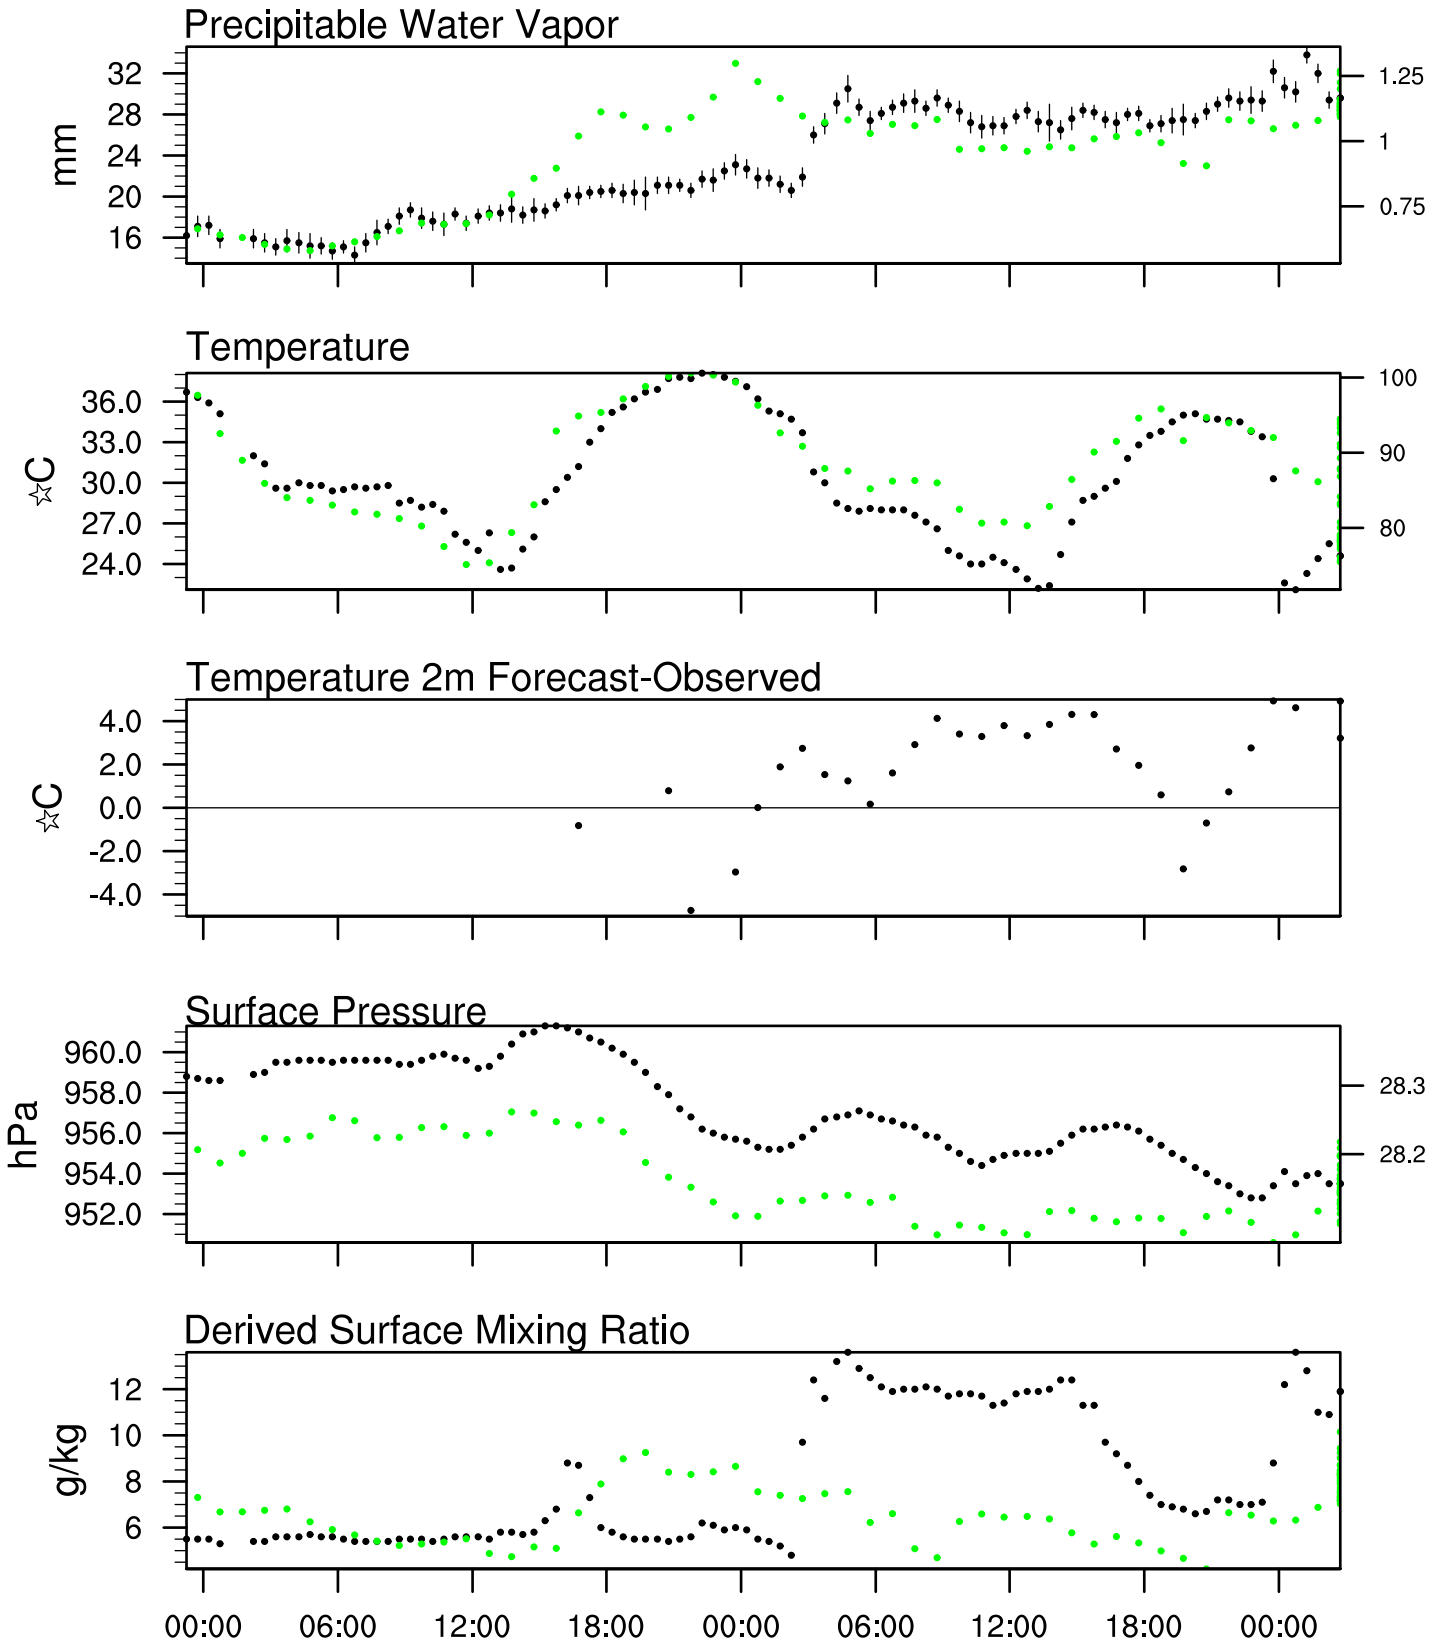 Precipitable Water Vapor
32
28
24
20
16
mm
1.25
1
0.75
Temperature
36.0
33.0
30.0
27.0
24.0
☆C
100
90
80
Temperature 2m Forecast-Observed
4.0
2.0
0.0
-2.0
-4.0
☆C
Surface Pressure
960.0
958.0
956.0
954.0
952.0
hPa
28.3
28.2
Derived Surface Mixing Ratio
12
10
8
6
g/kg
00:00 06:00 12:00 18:00 00:00 06:00 12:00 18:00 00:00